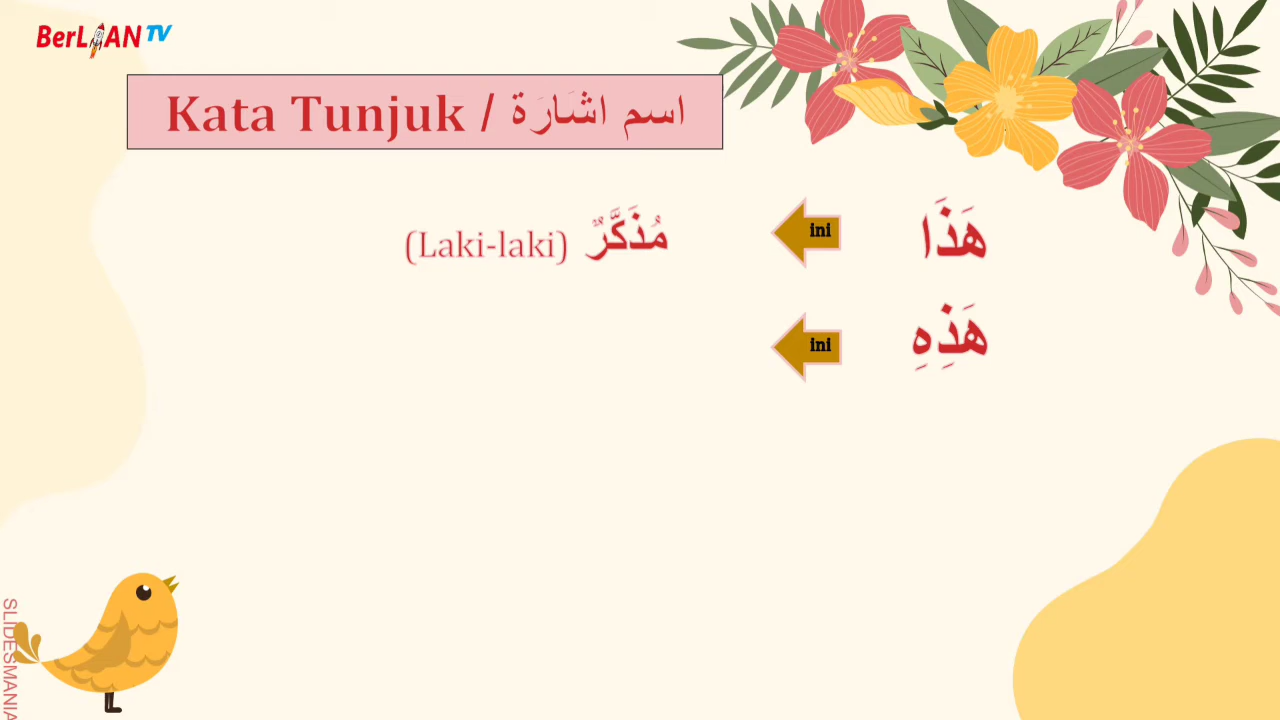 BerLIAN TV
Kata Tunjuk / اسم اشَارَة
هَذَا ini مُذَكَّرٌ (Laki-laki)
هَذِهِ ini
SLIDESMANIA